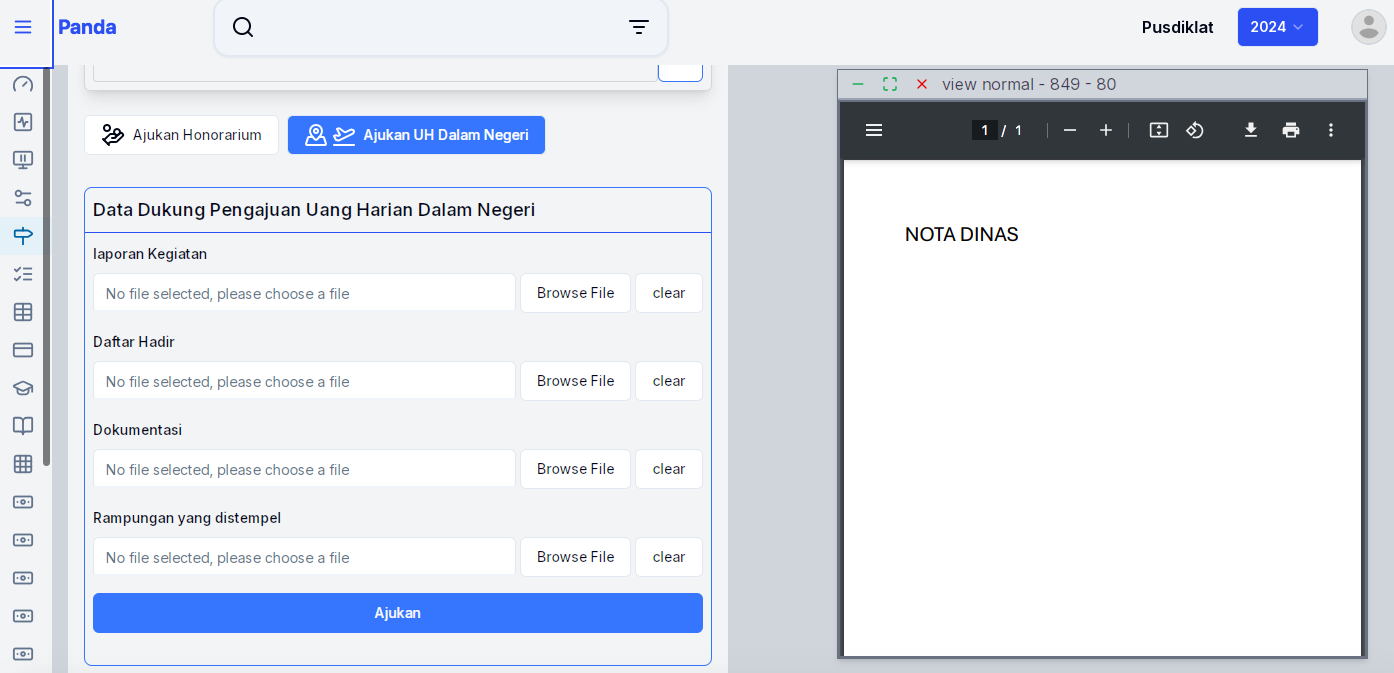 Panda
Pusdiklat
2024
Ajukan Honorarium
Ajukan UH Dalam Negeri
Data Dukung Pengajuan Uang Harian Dalam Negeri
laporan Kegiatan
No file selected, please choose a file
Browse File
clear
Daftar Hadir
No file selected, please choose a file
Browse File
clear
Dokumentasi
No file selected, please choose a file
Browse File
clear
Rampungan yang distempel
No file selected, please choose a file
Browse File
clear
Ajukan
view normal - 849 - 80
1 / 1
NOTA DINAS